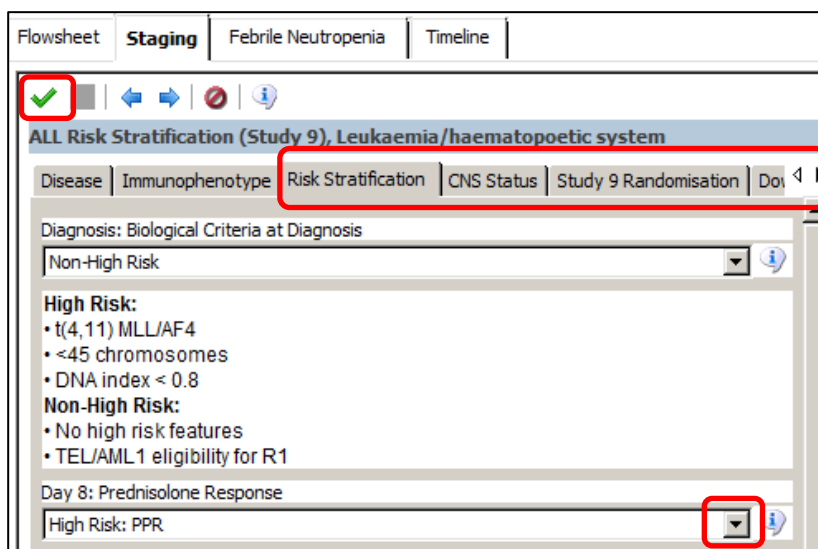 Flowsheet Staging Febrile Neutropenia Timeline
ALL Risk Stratification (Study 9), Leukaemia/haematopoetic system
Disease Immunophenotype Risk Stratification CNS Status Study 9 Randomisation
Diagnosis: Biological Criteria at Diagnosis
Non-High Risk
High Risk:
• t(4,11) MLL/AF4
• <45 chromosomes
• DNA index < 0.8
Non-High Risk:
• No high risk features
• TEL/AML1 eligibility for R1
Day 8: Prednisolone Response
High Risk: PPR